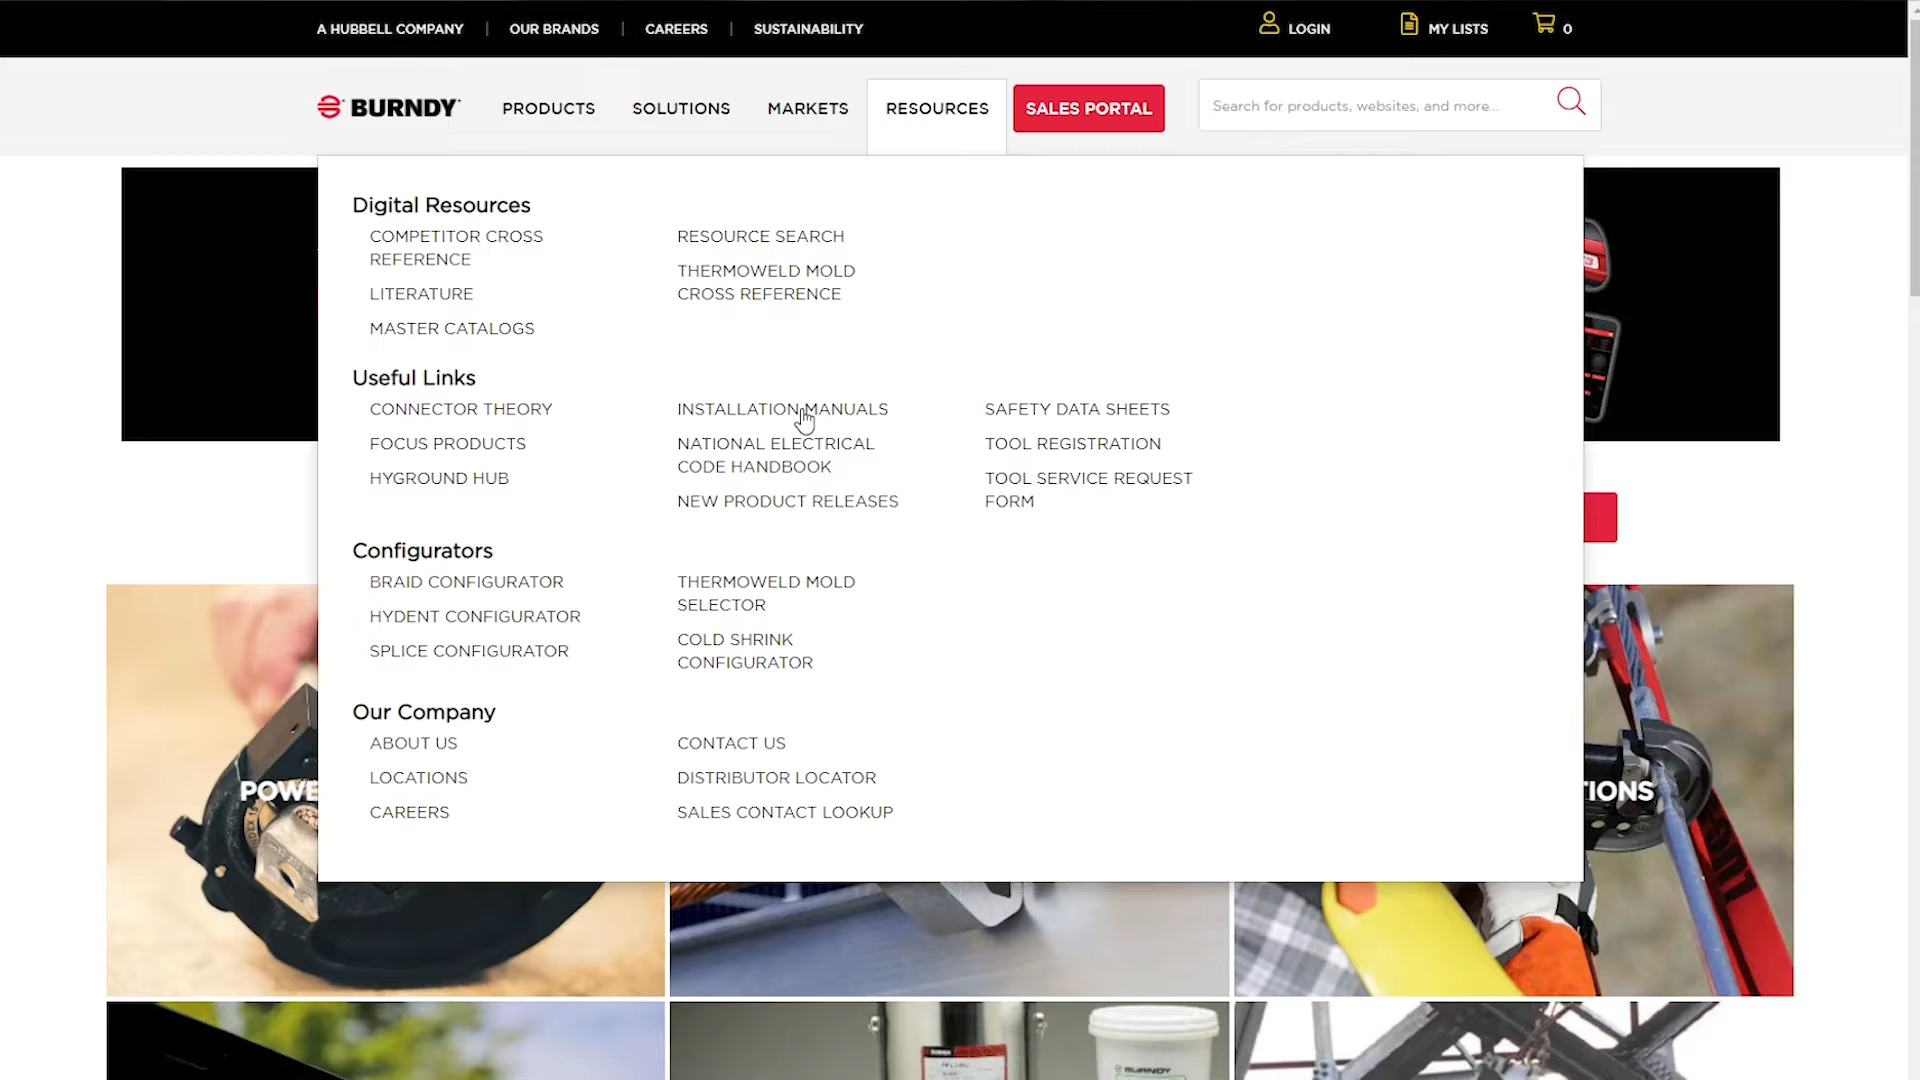 A HUBBELL COMPANY | OUR BRANDS | CAREERS | SUSTAINABILITY
LOGIN MY LISTS 0
BURNDY PRODUCTS SOLUTIONS MARKETS RESOURCES SALES PORTAL Search for products, websites, and more...
Digital Resources
COMPETITOR CROSS
REFERENCE
LITERATURE
MASTER CATALOGS
RESOURCE SEARCH
THERMOWELD MOLD
CROSS REFERENCE
Useful Links
CONNECTOR THEORY
FOCUS PRODUCTS
HYGROUND HUB
INSTALLATION MANUALS
NATIONAL ELECTRICAL
CODE HANDBOOK
NEW PRODUCT RELEASES
SAFETY DATA SHEETS
TOOL REGISTRATION
TOOL SERVICE REQUEST
FORM
Configurators
BRAID CONFIGURATOR
HYDENT CONFIGURATOR
SPLICE CONFIGURATOR
THERMOWELD MOLD
SELECTOR
COLD SHRINK
CONFIGURATOR
Our Company
ABOUT US
LOCATIONS
CAREERS
CONTACT US
DISTRIBUTOR LOCATOR
SALES CONTACT LOOKUP
POWE
TIONS
BURNDY